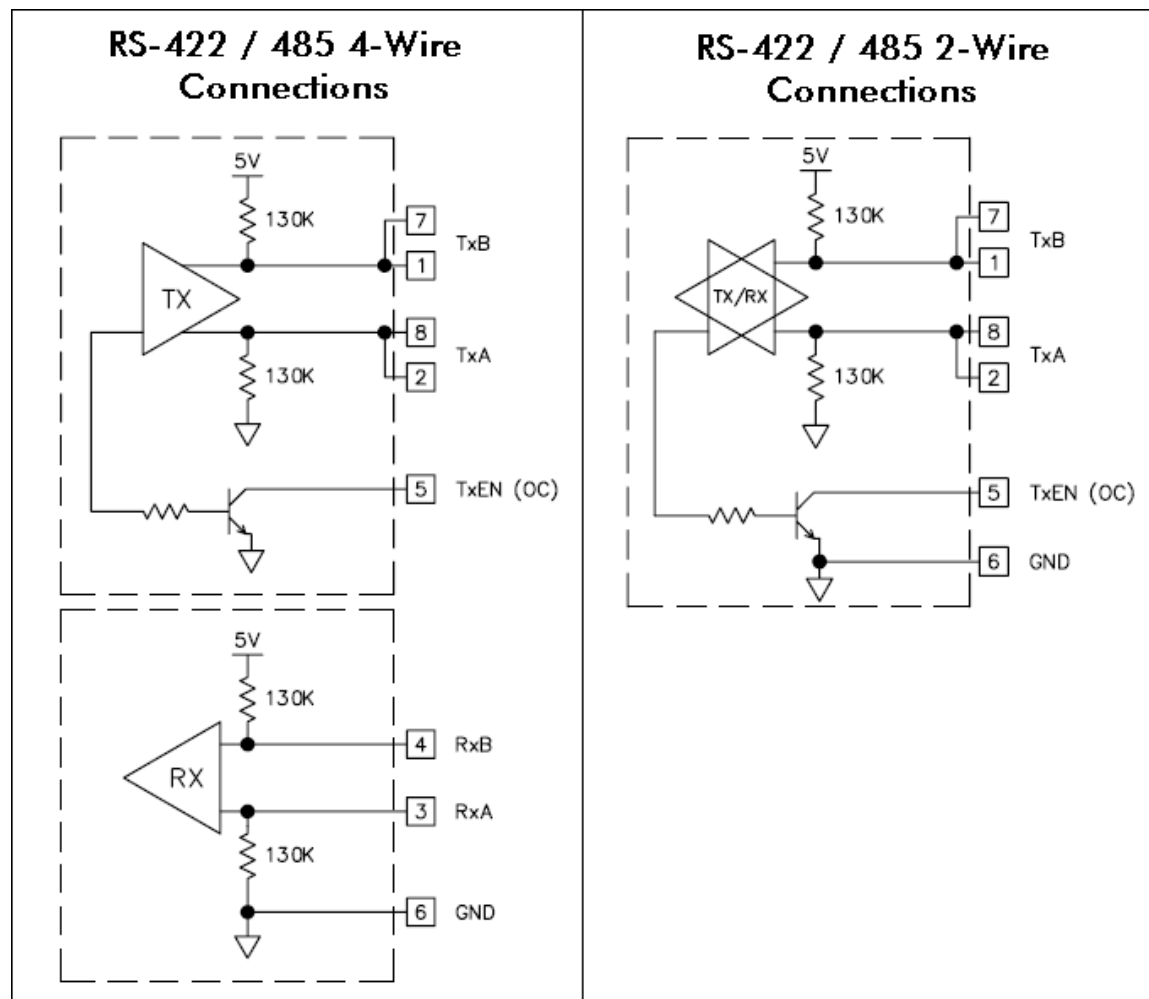 RS-422 / 485 4-Wire
Connections
5V
130K
7
TxB
1
TX
8
TxA
2
130K
5
TxEN (OC)
5V
130K
4
RxB
RX
3
RxA
130K
6
GND
RS-422 / 485 2-Wire
Connections
5V
130K
7
TxB
1
TX/RX
8
TxA
2
130K
5
TxEN (OC)
6
GND